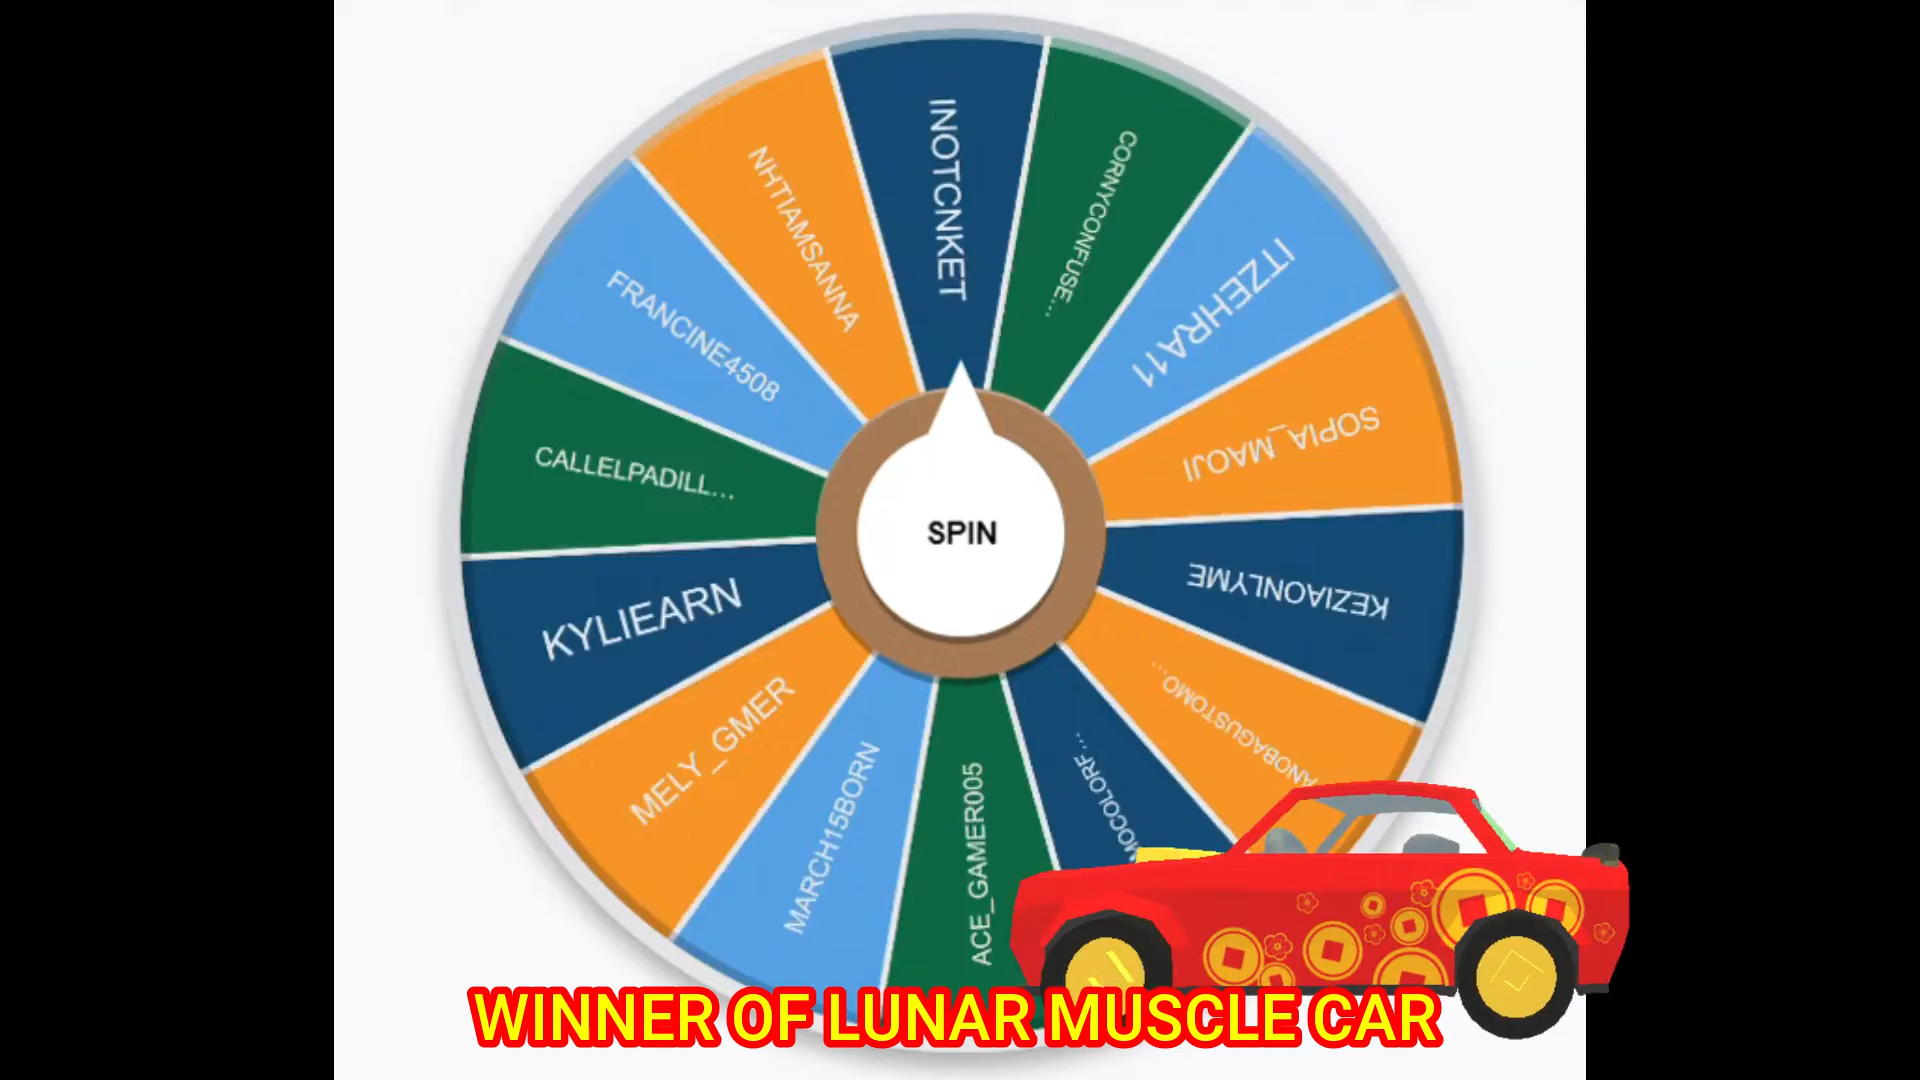 INOTCNKET
CORNYCONFUSE...
ITZEHRA11
SOPIA_MAOJI
KEZIAONLYME
ANOBAGUSTOMO...
MOCOLORF...
ACE_GAMER005
MARCH15BORN
MELY_GMER
KYLIEARN
CALLELPADILL...
FRANCINE4508
NHTIAMSANNA
SPIN
WINNER OF LUNAR MUSCLE CAR